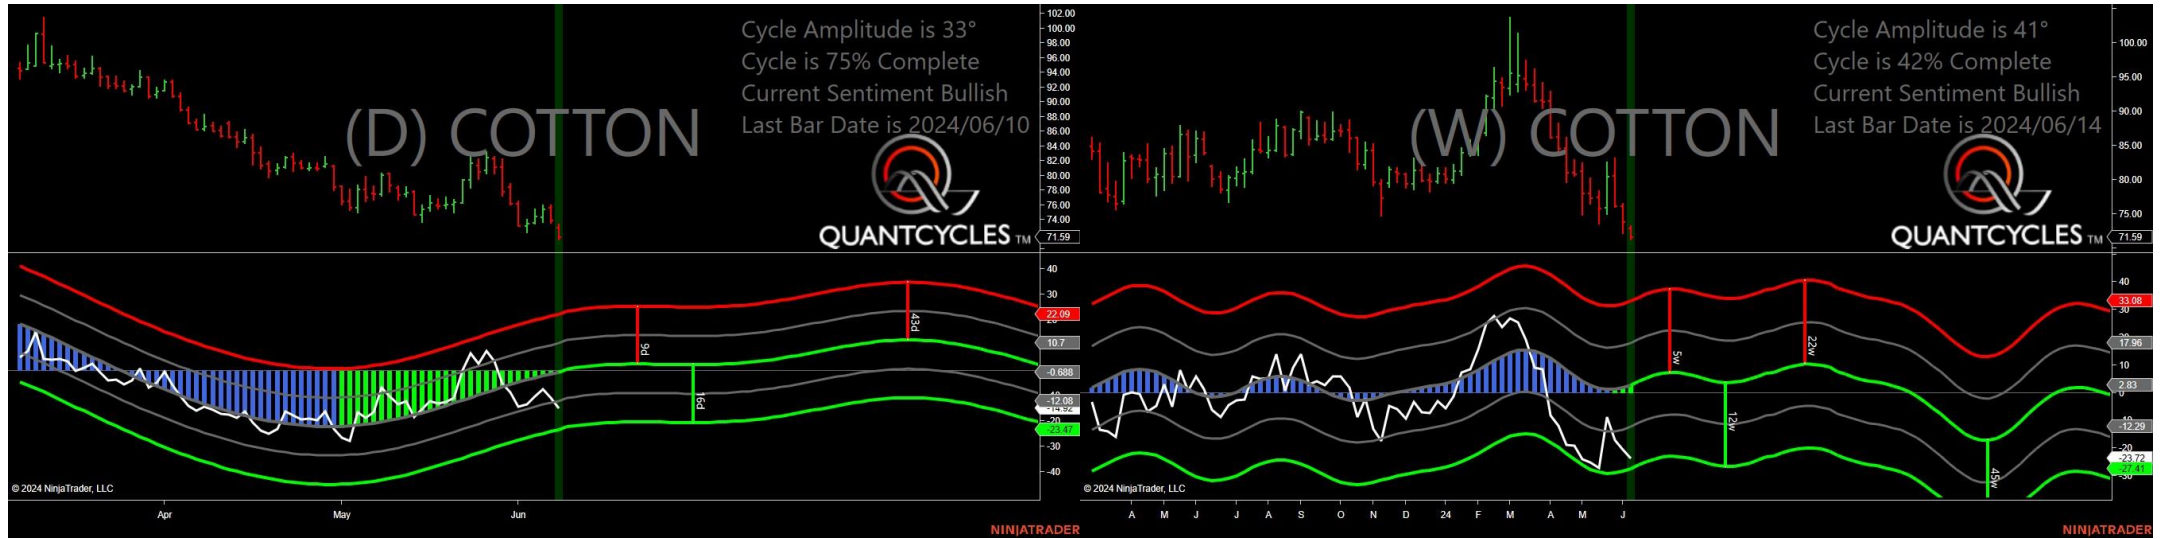 Cycle Amplitude is 33°
Cycle is 75% Complete
Current Sentiment Bullish
Last Bar Date is 2024/06/10
(D) COTTON
QUANTCYCLES TM
102.00
100.00
98.00
96.00
94.00
92.00
90.00
88.00
86.00
84.00
82.00
80.00
78.00
76.00
74.00
71.59
40
30
22.09
10.7
-0.688
-12.08
-14.92
-23.47
-30
-40
9d
16d
43d
© 2024 NinjaTrader, LLC
Apr May Jun
NINJATRADER
Cycle Amplitude is 41°
Cycle is 42% Complete
Current Sentiment Bullish
Last Bar Date is 2024/06/14
(W) COTTON
QUANTCYCLES TM
100.00
95.00
90.00
85.00
80.00
75.00
71.59
40
33.08
30
17.96
10
2.83
0
-12.29
-20
-23.72
-27.41
5w
12w
22w
45w
© 2024 NinjaTrader, LLC
A M J J A S O N D 24 F M A M J
NINJATRADER